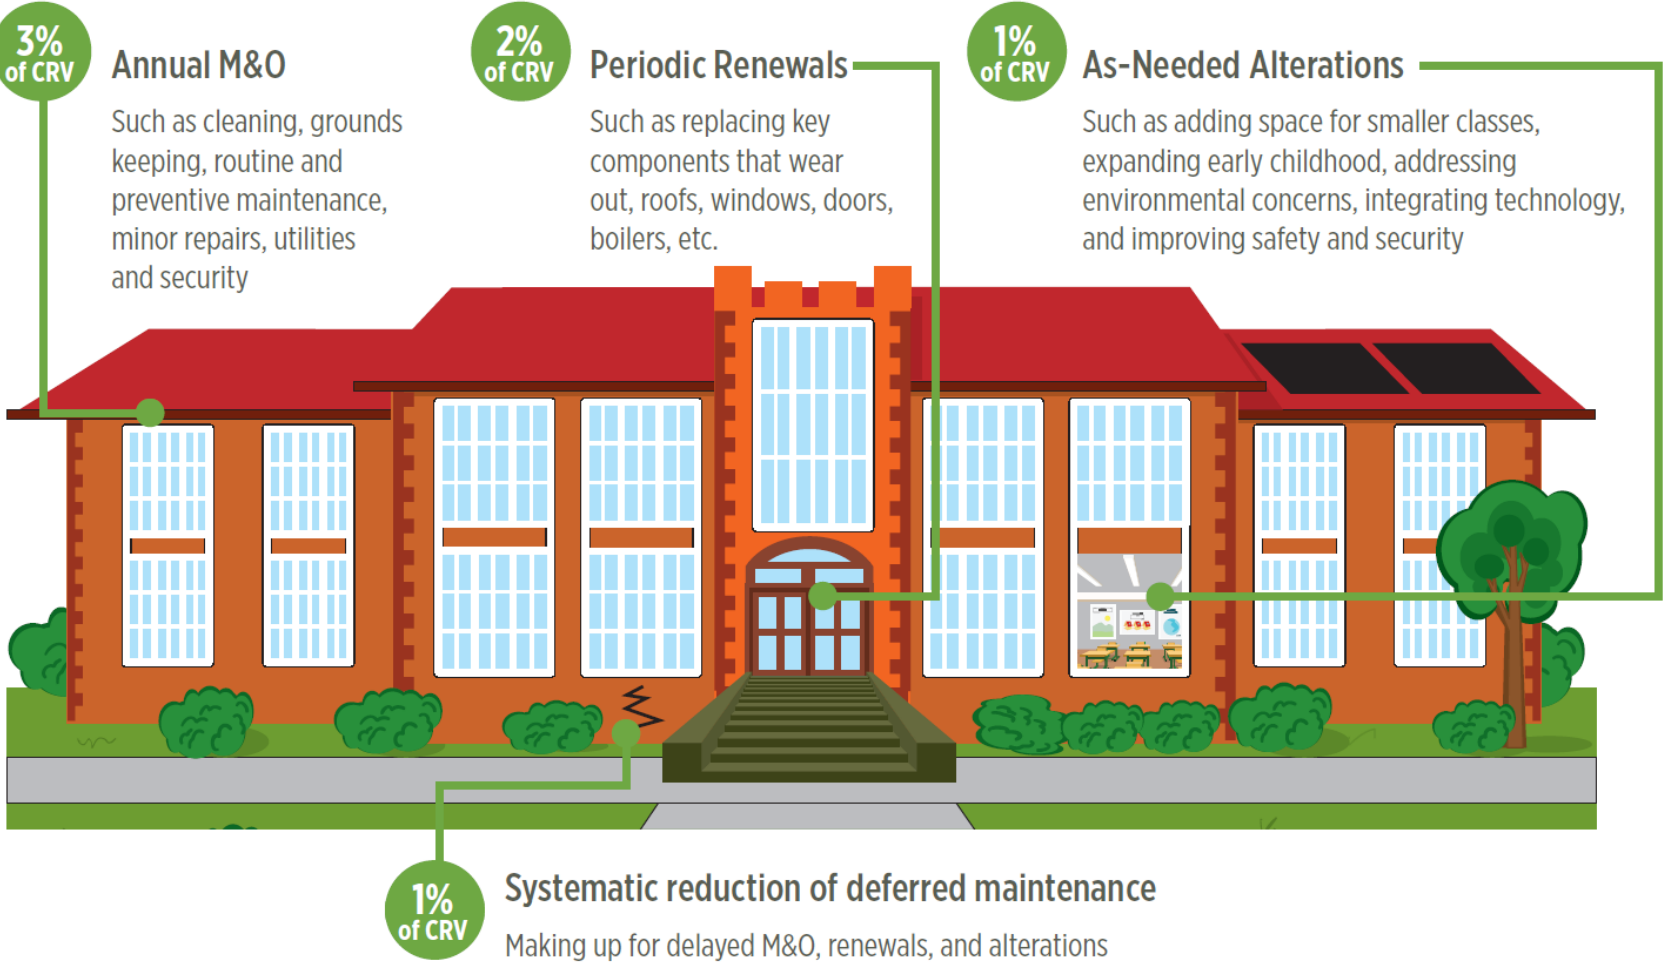 3%
of CRV
Annual M&O
Such as cleaning, grounds
keeping, routine and
preventive maintenance,
minor repairs, utilities
and security
2%
of CRV
Periodic Renewals
Such as replacing key
components that wear
out, roofs, windows, doors,
boilers, etc.
1%
of CRV
As-Needed Alterations
Such as adding space for smaller classes,
expanding early childhood, addressing
environmental concerns, integrating technology,
and improving safety and security
1%
of CRV
Systematic reduction of deferred maintenance
Making up for delayed M&O, renewals, and alterations